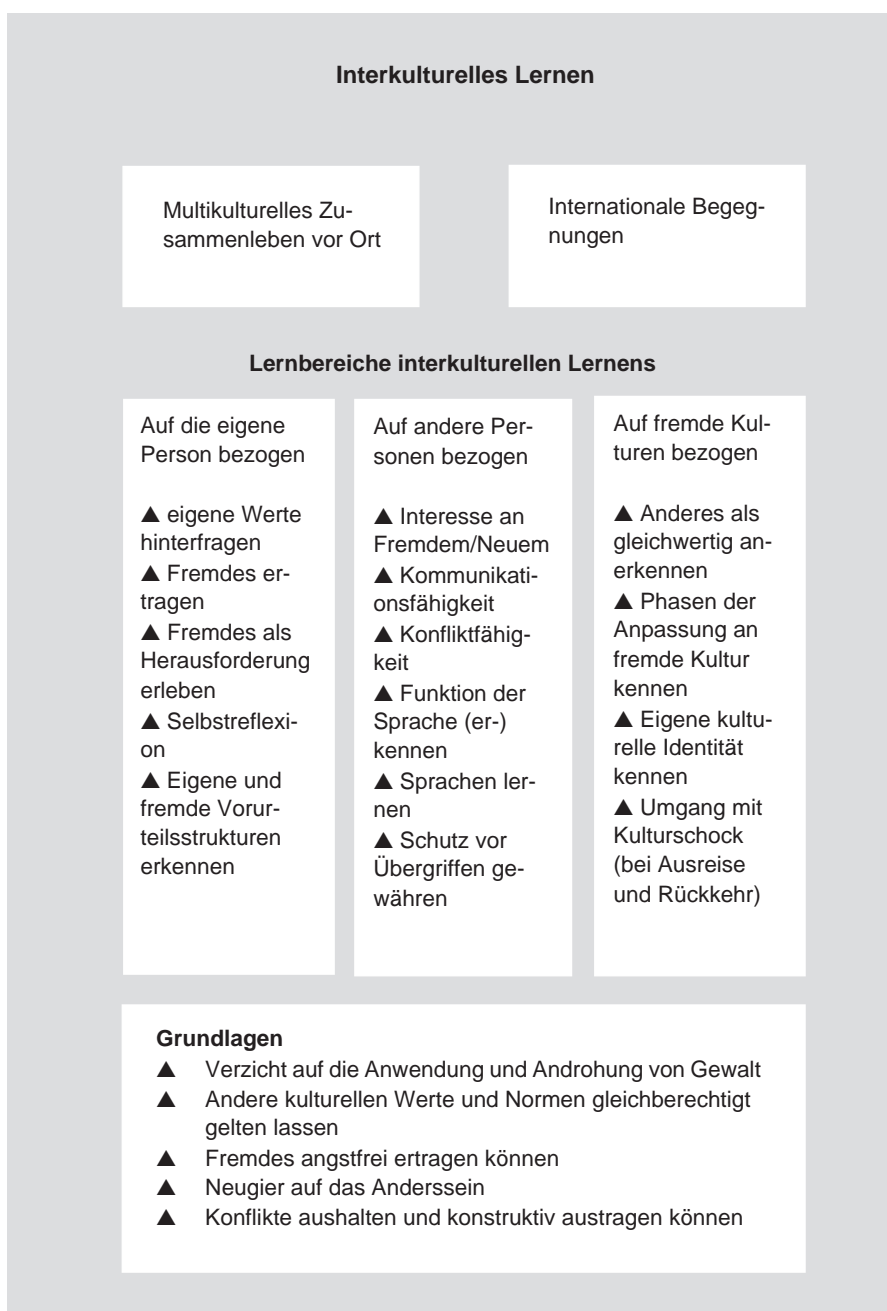 Interkulturelles Lernen
Multikulturelles Zu-
sammenleben vor Ort
Internationale Begeg-
nungen
Lernbereiche interkulturellen Lernens
Auf die eigene
Person bezogen
▲ eigene Werte
hinterfragen
▲ Fremdes er-
tragen
▲ Fremdes als
Herausforderung
erleben
▲ Selbstreflexi-
on
▲ Eigene und
fremde Vorur-
teilsstrukturen
erkennen
Auf andere Per-
sonen bezogen
▲ Interesse an
Fremdem/Neuem
▲ Kommunikati-
onsfähigkeit
▲ Konfliktfähig-
keit
▲ Funktion der
Sprache (er-)
kennen
▲ Sprachen ler-
nen
▲ Schutz vor
Übergriffen ge-
währen
Auf fremde Kul-
turen bezogen
▲ Anderes als
gleichwertig an-
erkennen
▲ Phasen der
Anpassung an
fremde Kultur
kennen
▲ Eigene kultu-
relle Identität
kennen
▲ Umgang mit
Kulturschock
(bei Ausreise
und Rückkehr)
Grundlagen
▲ Verzicht auf die Anwendung und Androhung von Gewalt
▲ Andere kulturellen Werte und Normen gleichberechtigt
gelten lassen
▲ Fremdes angstfrei ertragen können
▲ Neugier auf das Anderssein
▲ Konflikte aushalten und konstruktiv austragen können